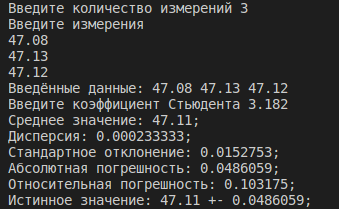 Введите количество измерений 3
Введите измерения
47.08
47.13
47.12
Введённые данные: 47.08 47.13 47.12
Введите коэффициент Стьюдента 3.182
Среднее значение: 47.11;
Дисперсия: 0.000233333;
Стандартное отклонение: 0.0152753;
Абсолютная погрешность: 0.0486059;
Относительная погрешность: 0.103175;
Истинное значение: 47.11 +- 0.0486059;